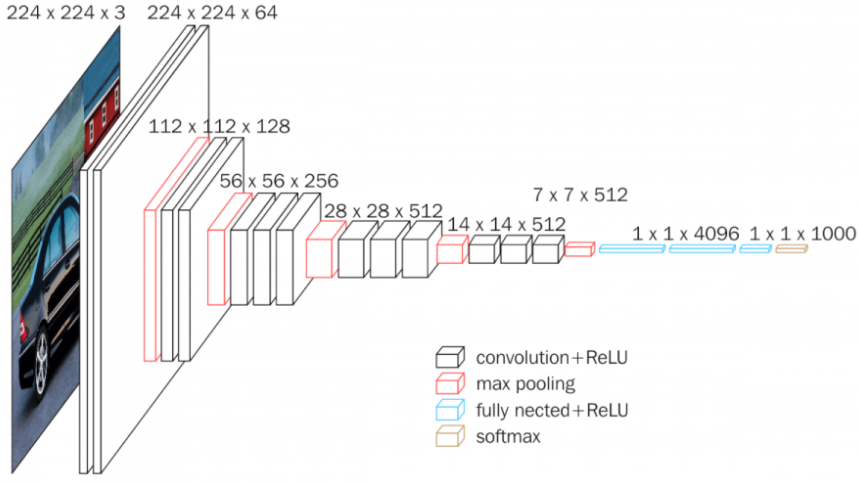 224 x 224 x 3
224 x 224 x 64
112 x 112 x 128
56 x 56 x 256
28 x 28 x 512
14 x 14 x 512
7 x 7 x 512
1 x 1 x 4096
1 x 1 x 1000
convolution+ReLU
max pooling
fully nected+ReLU
softmax